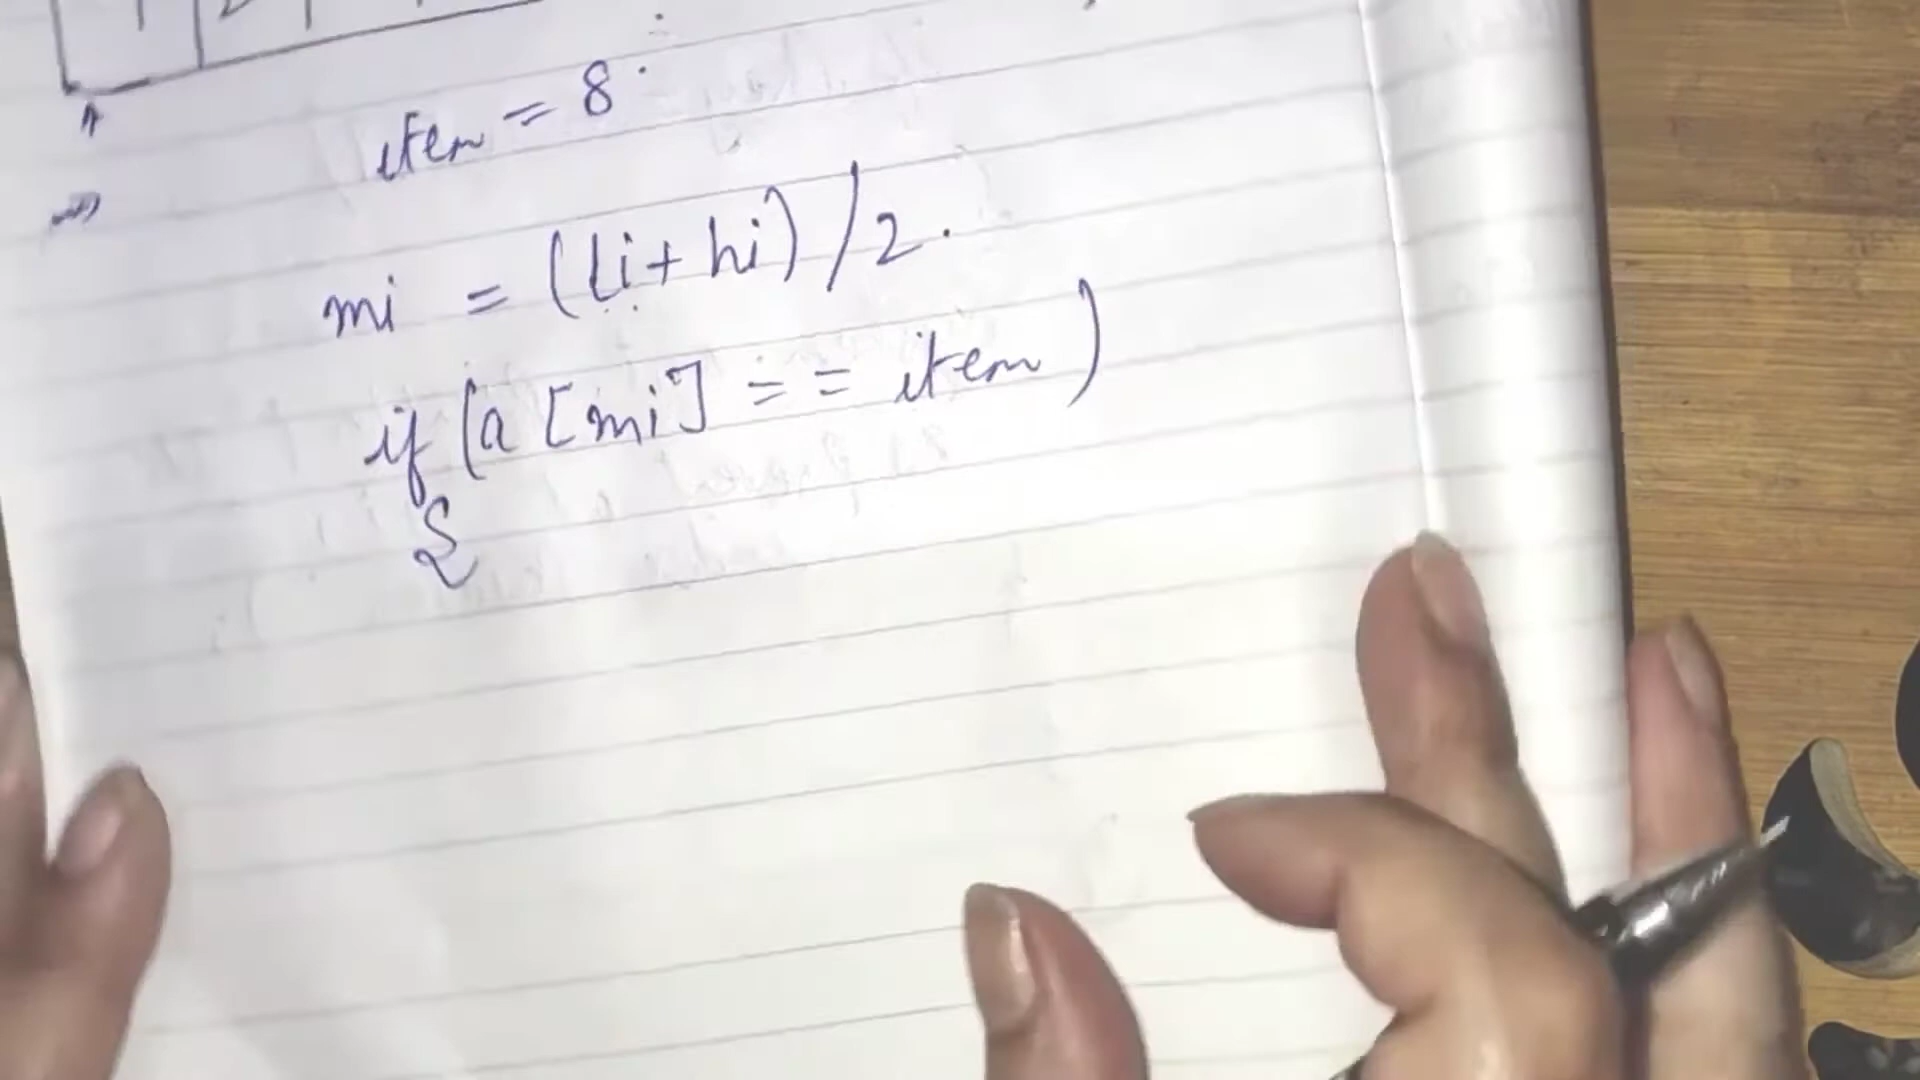 item = 8
mi = (li + hi) / 2.
if (a [mi] == item)
{